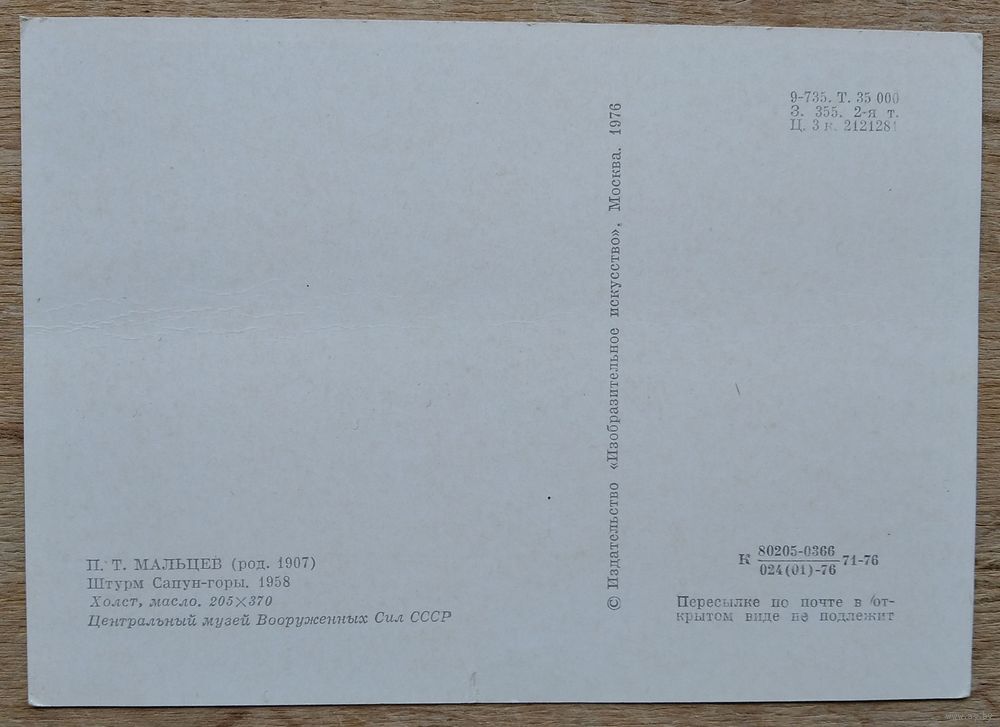 9-735. Т. 35 000
З. 355. 2-я т.
Ц. 3 к. 2121281
© Издательство «Изобразительное искусство», Москва. 1976
П. Т. МАЛЬЦЕВ (род. 1907)
Штурм Сапун-горы. 1958
Холст, масло. 205×370
Центральный музей Вооруженных Сил СССР
К 80205-0366 71-76
024(01)-76
Пересылке по почте в от-
крытом виде не подлежит